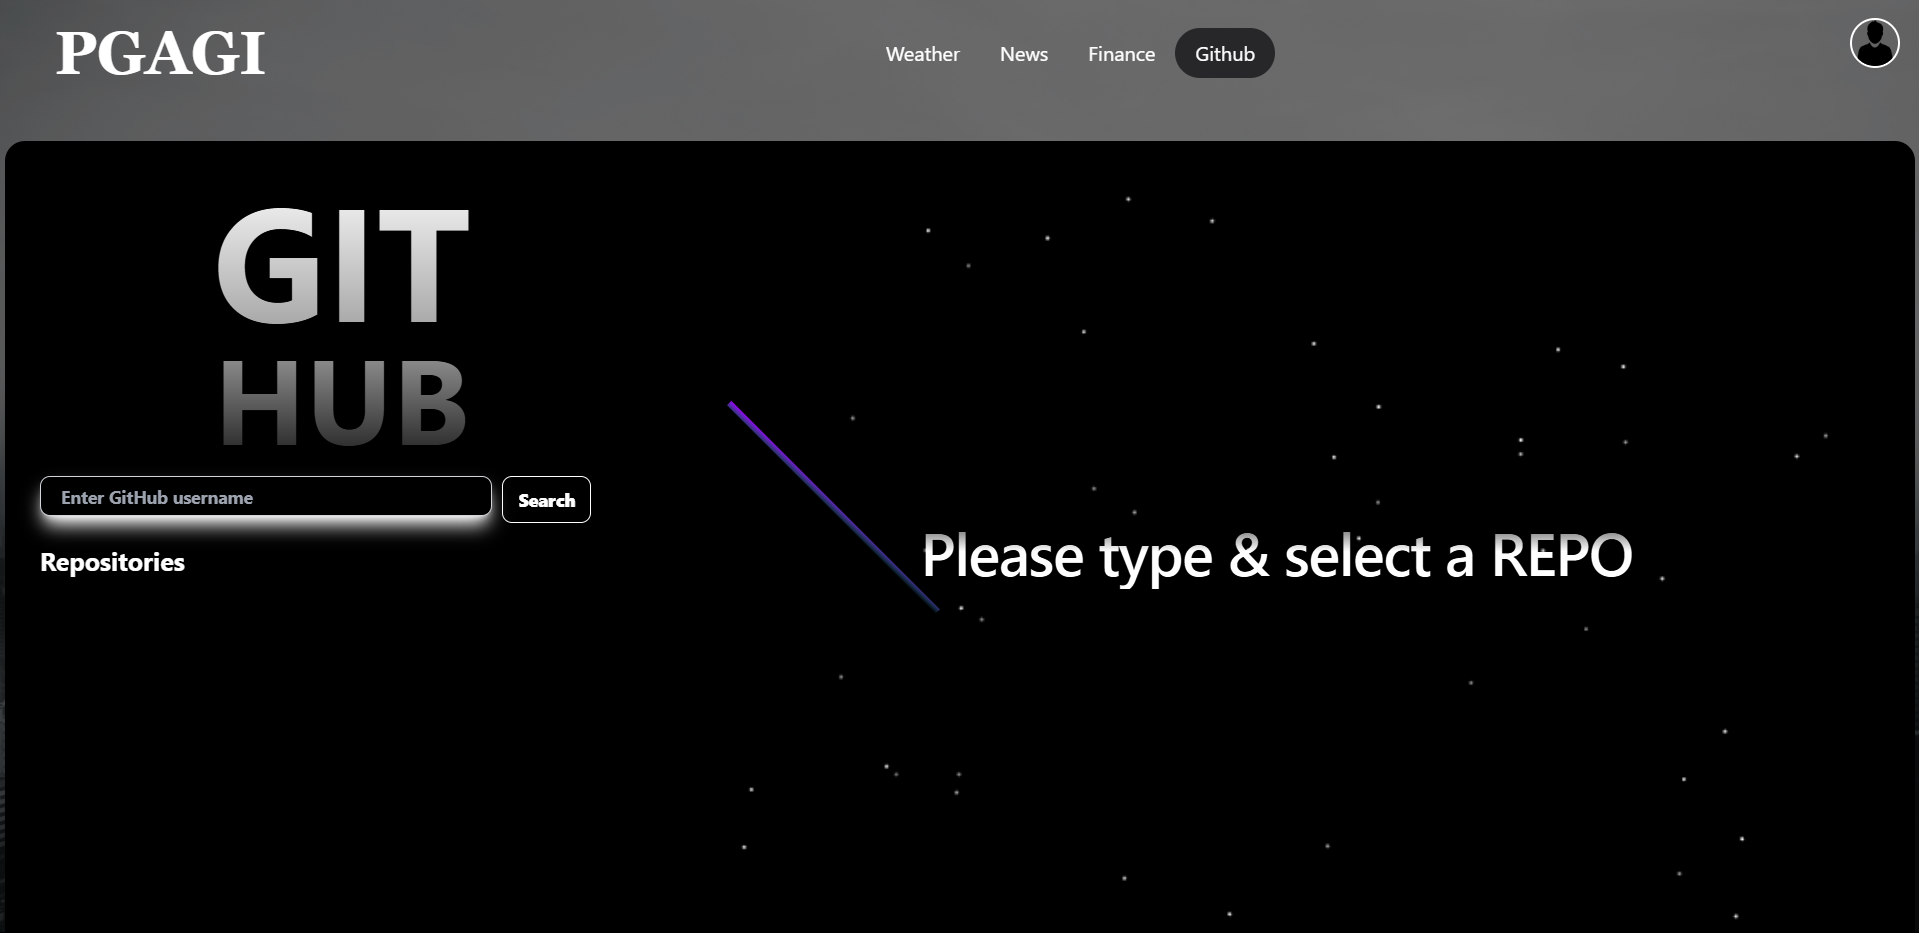 PGAGI
Weather News Finance Github
GIT
HUB
Enter GitHub username
Search
Repositories
Please type & select a REPO